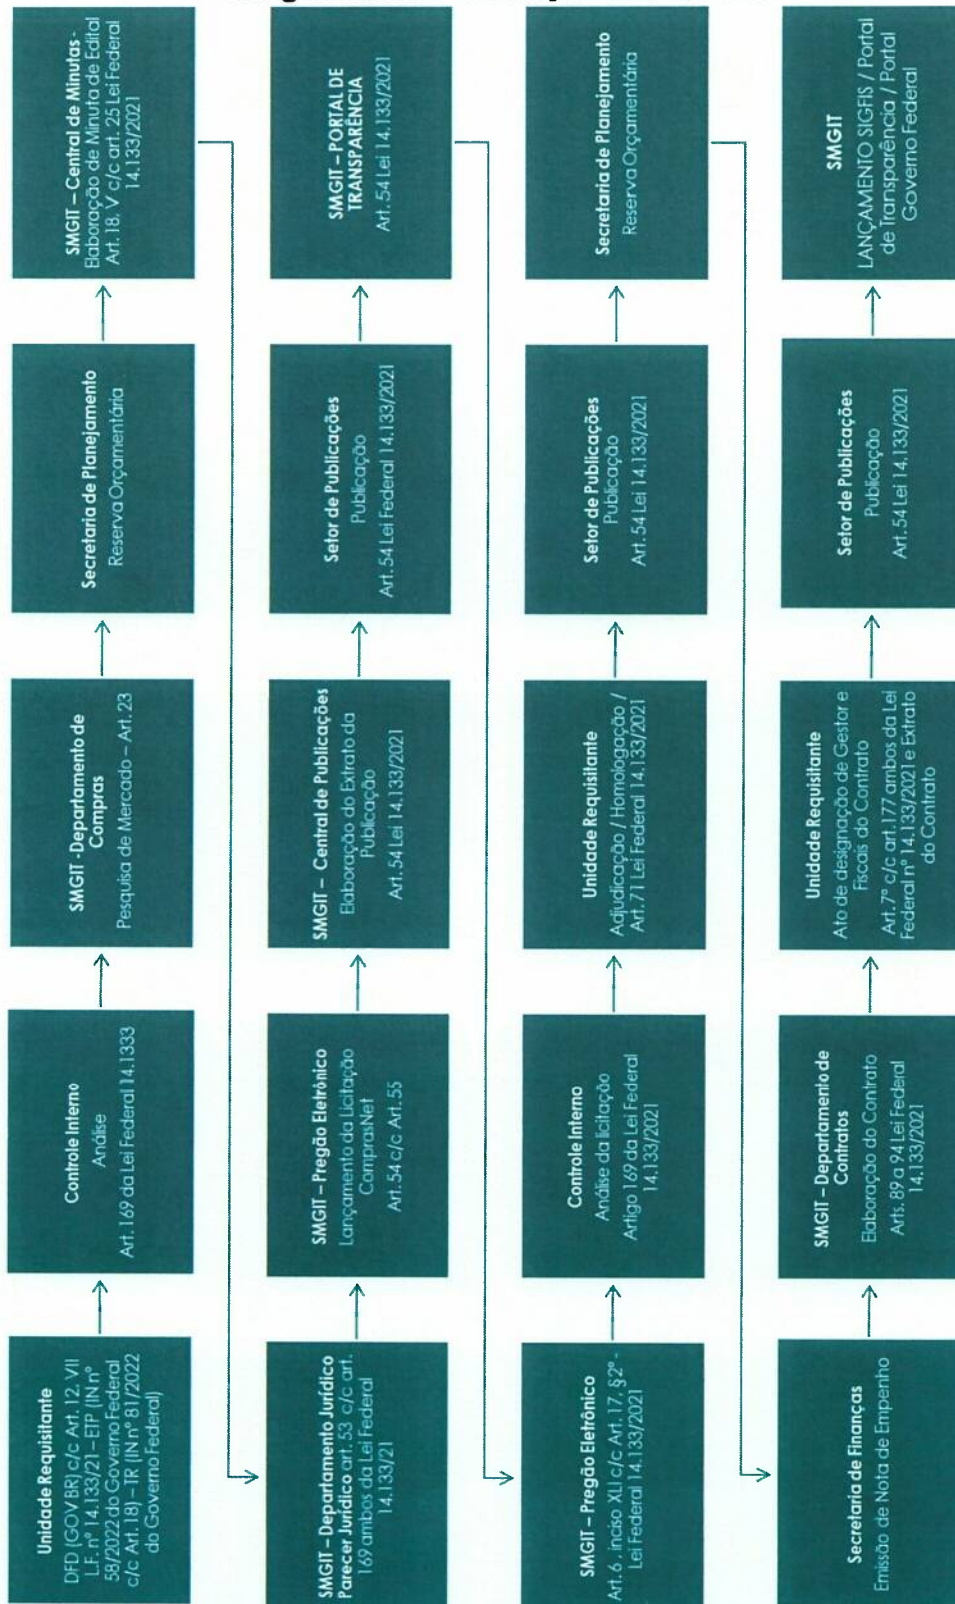 Unidade Requisitante
DFD (GOV BR) c/c Art. 12, VII
L.F. nº 14.133/21 – ETP (IN nº
58/2022 do Governo Federal
c/c Art. 18) – TR (IN nº 81/2022
do Governo Federal)
Controle Interno
Análise
Art. 169 da Lei Federal 14.1333
SMGIT - Departamento de
Compras
Pesquisa de Mercado – Art. 23
Secretaria de Planejamento
Reserva Orçamentária
SMGIT – Central de Minutas -
Elaboração de Minuta de Edital
Art. 18, V c/c art. 25 Lei Federal
14.133/2021
SMGIT – Departamento Jurídico
Parecer Jurídico art. 53 c/c art.
169 ambos da Lei Federal
14.133/21
SMGIT – Pregão Eletrônico
Lançamento da Licitação
ComprasNet
Art. 54 c/c Art. 55
SMGIT – Central de Publicações
Elaboração do Extrato da
Publicação
Art. 54 Lei 14.133/2021
Setor de Publicações
Publicação
Art. 54 Lei Federal 14.133/2021
SMGIT – PORTAL DE
TRANSPARÊNCIA
Art. 54 Lei 14.133/2021
SMGIT – Pregão Eletrônico
Art. 6, inciso XLI c/c Art. 17, §2º -
Lei Federal 14.133/2021
Controle Interno
Análise da licitação
Artigo 169 da Lei Federal
14.133/2021
Unidade Requisitante
Adjudicação / Homologação /
Art. 71 Lei Federal 14.133/2021
Setor de Publicações
Publicação
Art. 54 Lei 14.133/2021
Secretaria de Planejamento
Reserva Orçamentária
Secretaria de Finanças
Emissão de Nota de Empenho
SMGIT – Departamento de
Contratos
Elaboração do Contrato
Arts. 89 a 94 Lei Federal
14.133/2021
Unidade Requisitante
Ato de designação de Gestor e
Fiscais do Contrato
Art. 7º c/c art. 177 ambos da Lei
Federal nº 14.133/2021 e Extrato
do Contrato
Setor de Publicações
Publicação
Art. 54 Lei 14.133/2021
SMGIT
LANÇAMENTO SIGFIS / Portal
de Transparência / Portal
Governo Federal